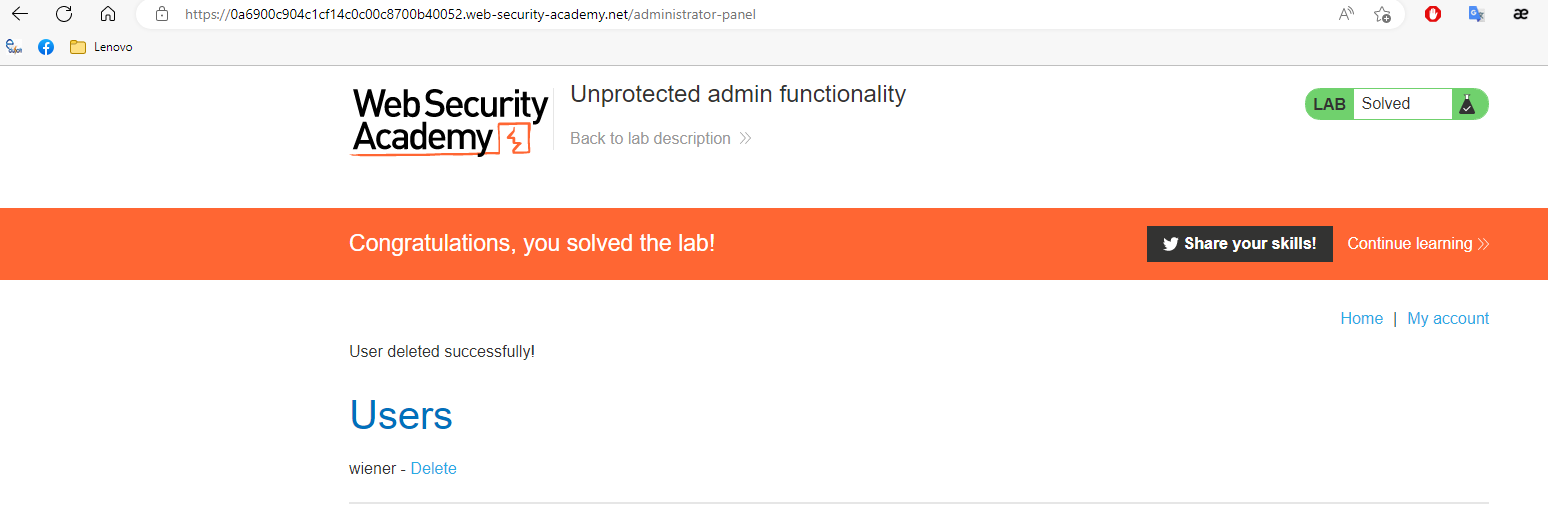 https://0a6900c904c1cf14c0c00c8700b40052.web-security-academy.net/administrator-panel
Lenovo
Web Security
Academy
Unprotected admin functionality
Back to lab description
LAB Solved
Congratulations, you solved the lab!
Share your skills! Continue learning
Home | My account
User deleted successfully!
Users
wiener - Delete